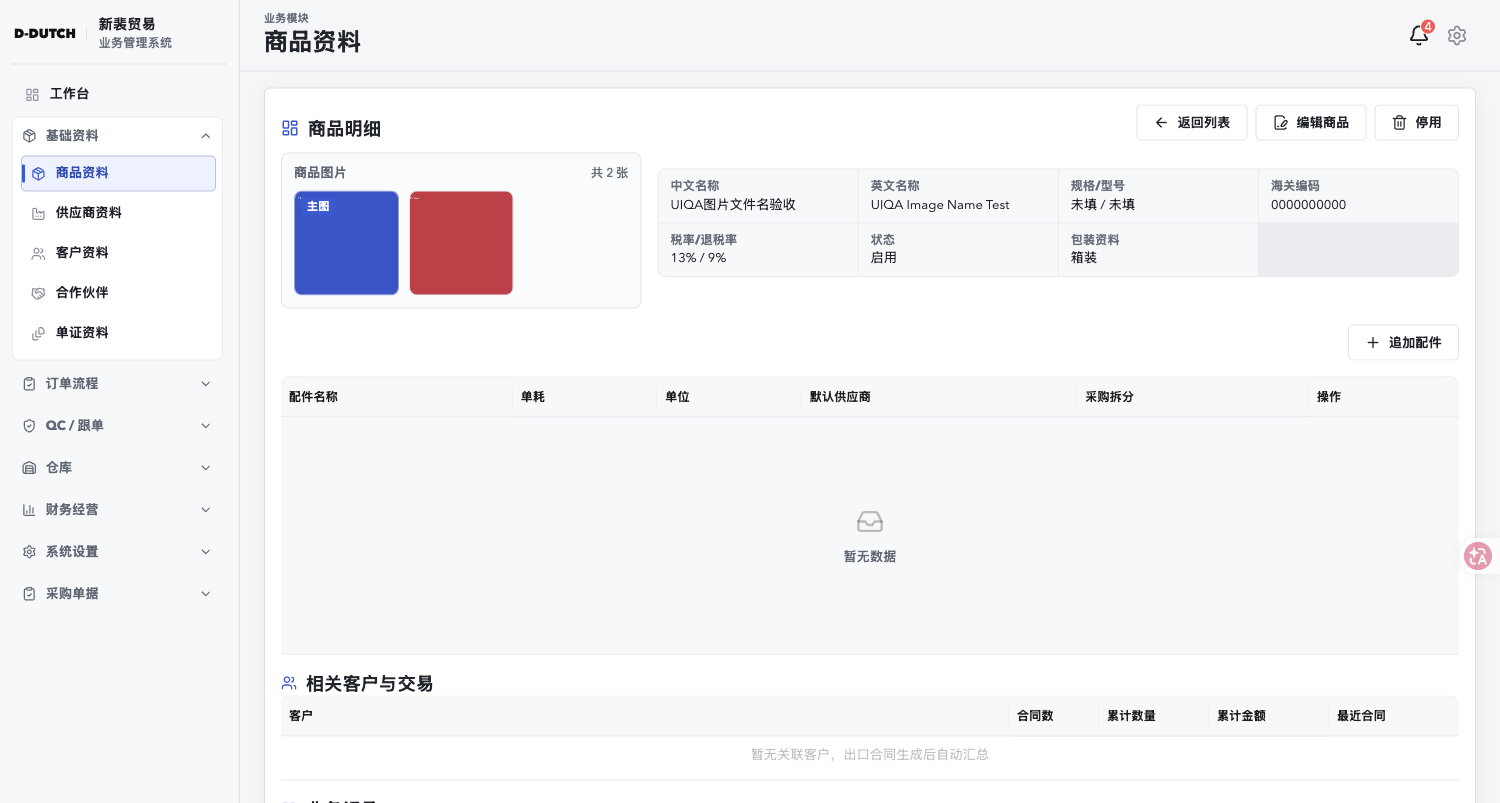 D-DUTCH
新装贸易
业务管理系统
工作台
基础资料
商品资料
供应商资料
客户资料
合作伙伴
单证资料
订单流程
QC / 跟单
仓库
财务经营
系统设置
采购单据
业务模块
商品资料
4
商品明细
返回列表
编辑商品
停用
商品图片
共 2 张
主图
中文名称
UIQA图片文件名验收
英文名称
UIQA Image Name Test
规格/型号
未填 / 未填
海关编码
0000000000
税率/退税率
13% / 9%
状态
启用
包装资料
箱装
追加配件
配件名称 单耗 单位 默认供应商 采购拆分 操作
暂无数据
相关客户与交易
客户 合同数 累计数量 累计金额 最近合同
暂无关联客户，出口合同生成后自动汇总